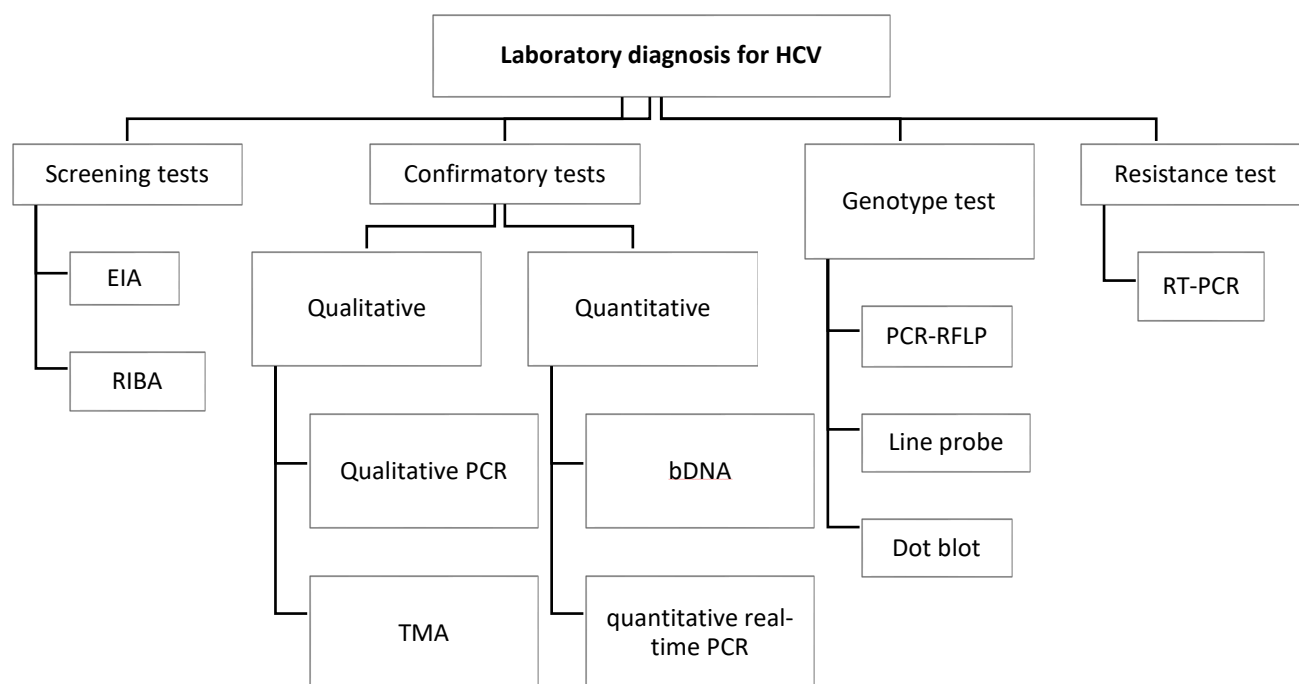 Laboratory diagnosis for HCV
Screening tests
EIA
RIBA
Confirmatory tests
Qualitative
Qualitative PCR
TMA
Quantitative
bDNA
quantitative real-
time PCR
Genotype test
PCR-RFLP
Line probe
Dot blot
Resistance test
RT-PCR